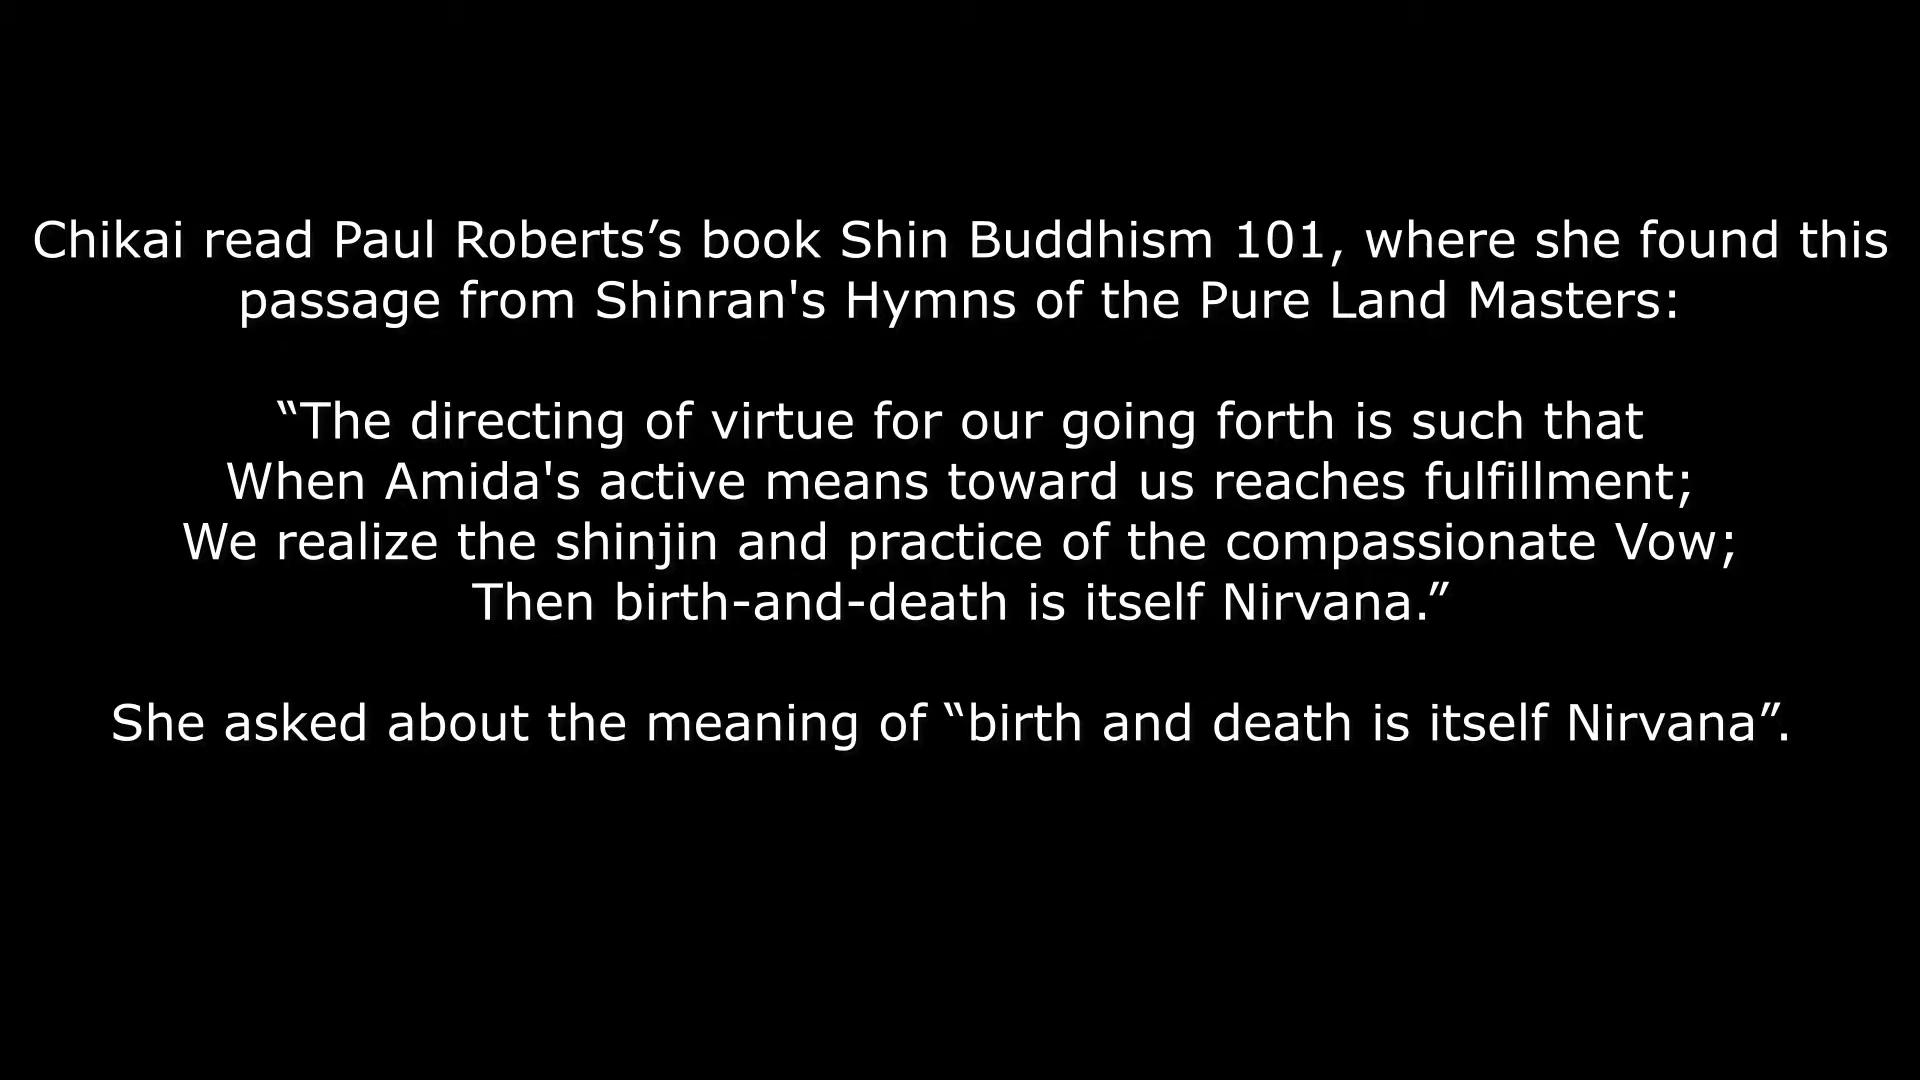 Chikai read Paul Roberts’s book Shin Buddhism 101, where she found this
passage from Shinran's Hymns of the Pure Land Masters:
“The directing of virtue for our going forth is such that
When Amida's active means toward us reaches fulfillment;
We realize the shinjin and practice of the compassionate Vow;
Then birth-and-death is itself Nirvana.”
She asked about the meaning of “birth and death is itself Nirvana”.